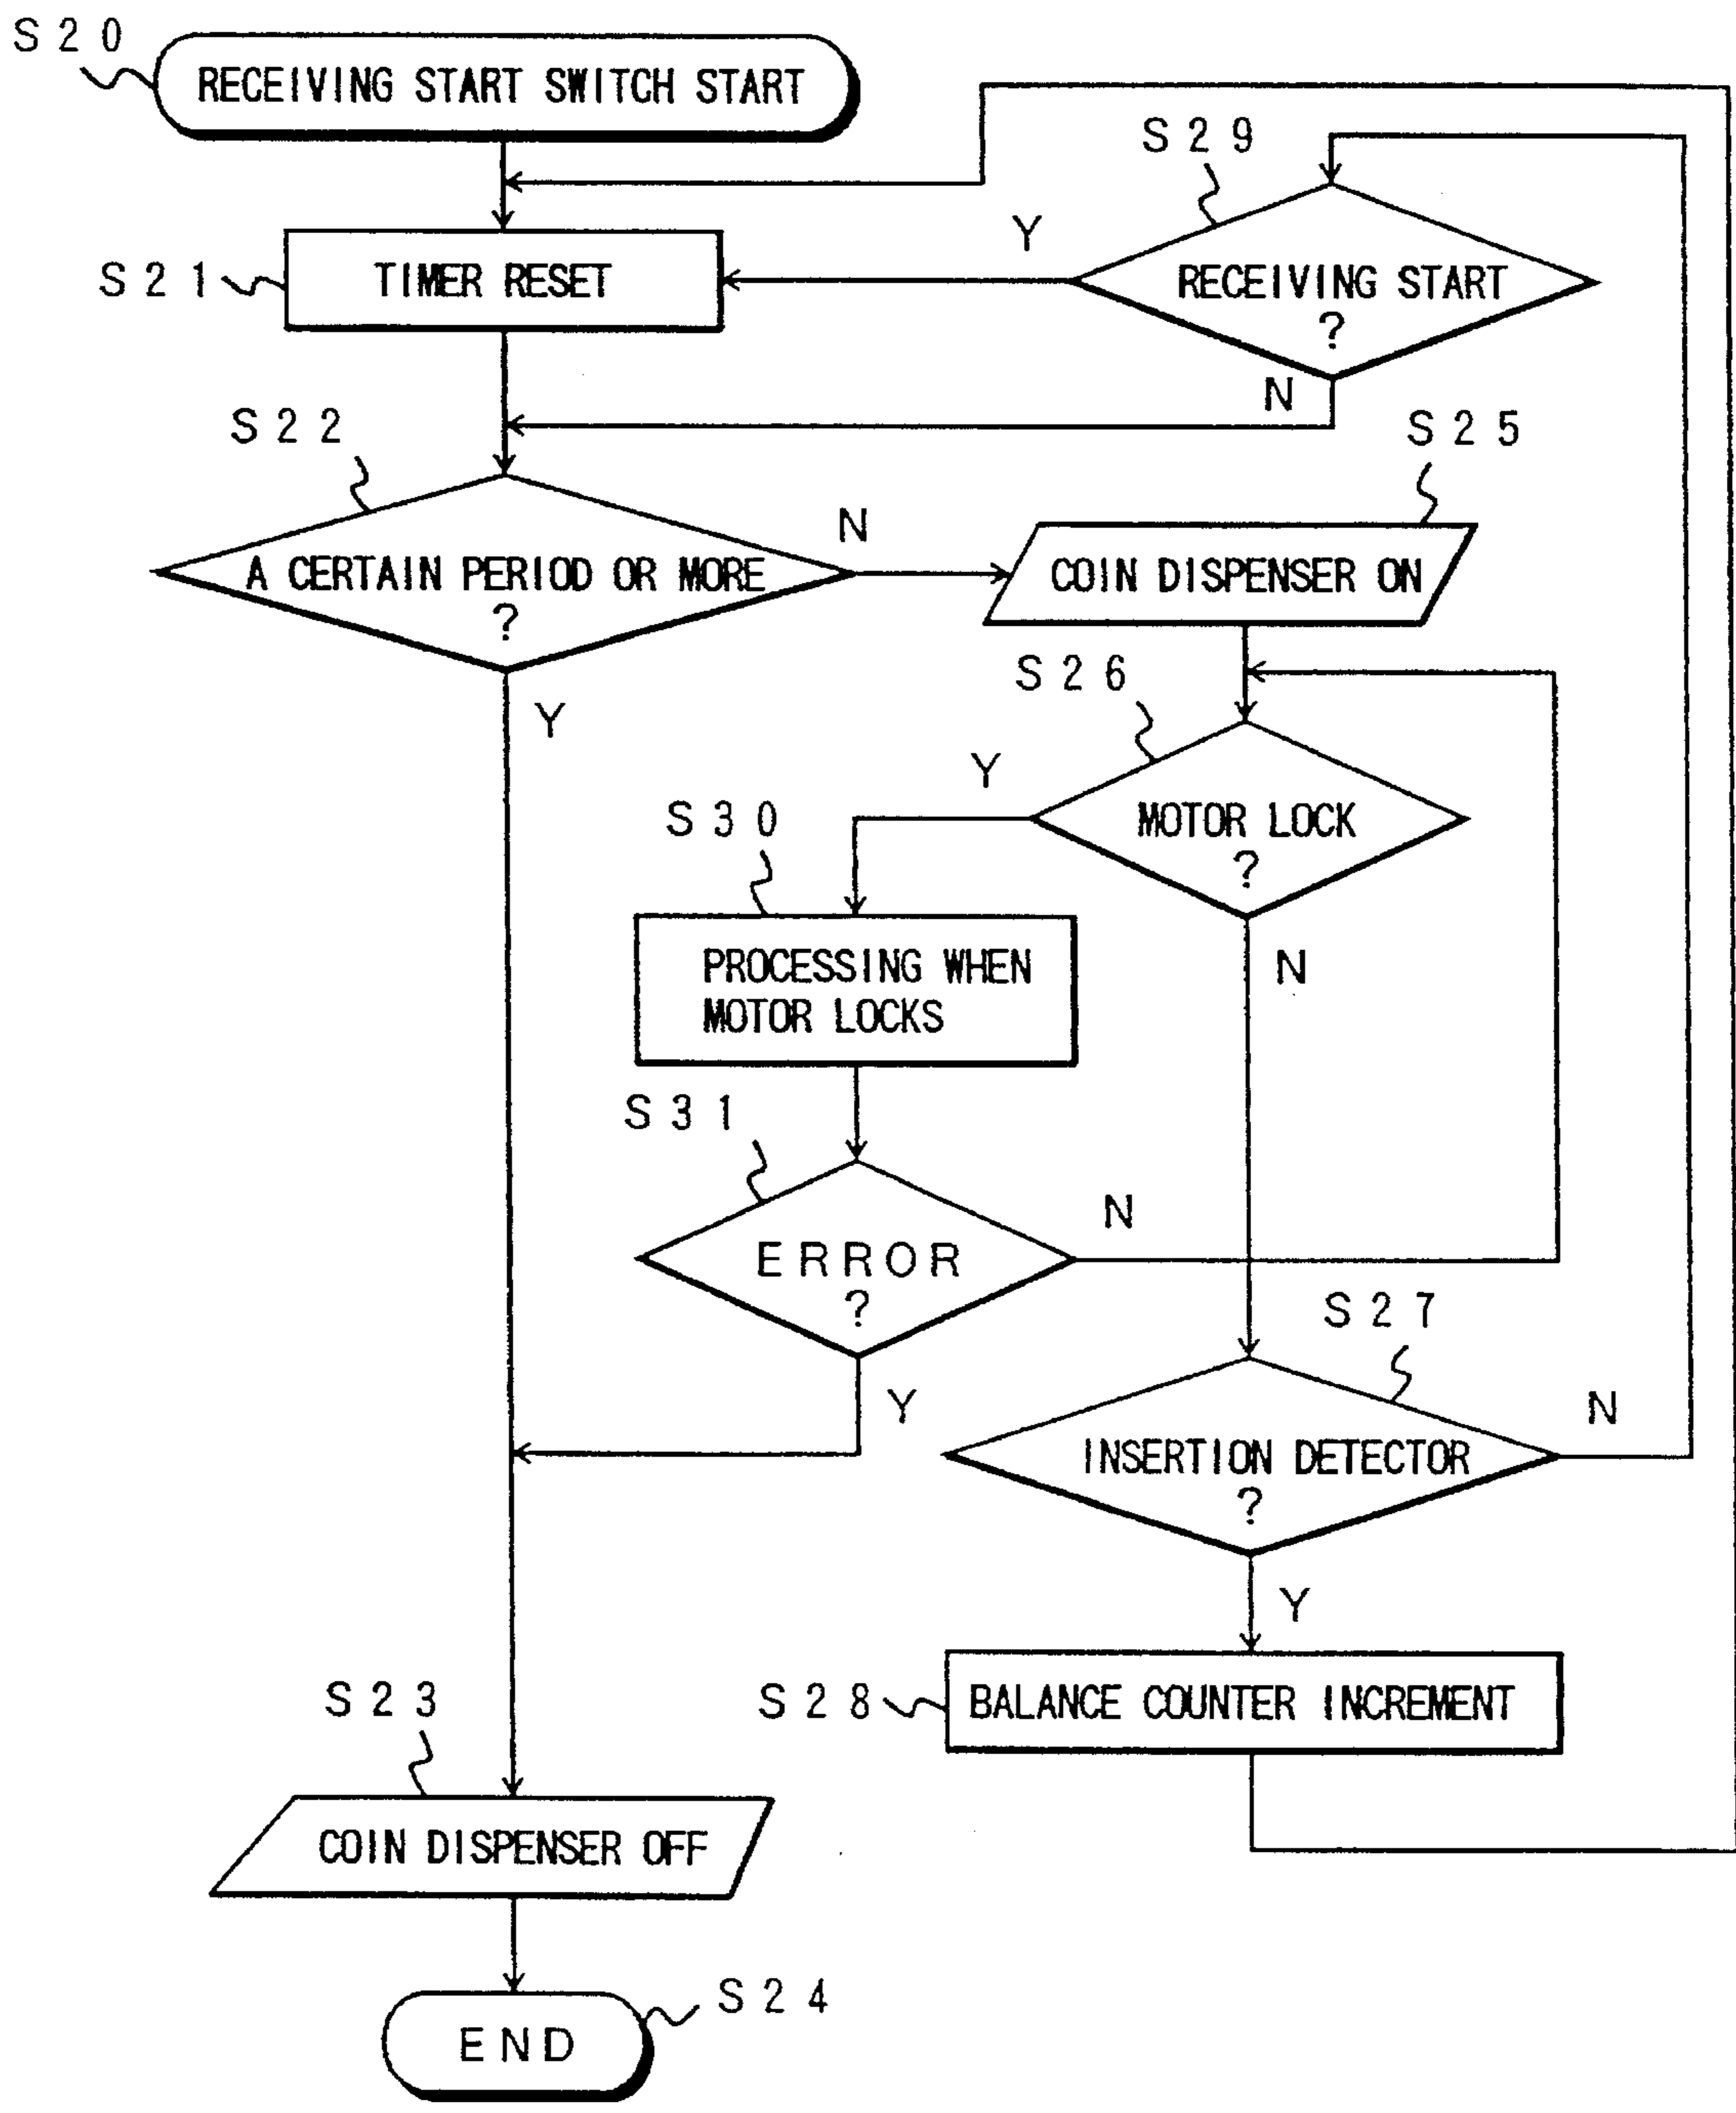 S20
RECEIVING START SWITCH START
S29
Y
S21
TIMER RESET
RECEIVING START
?
N
S22
S25
N
A CERTAIN PERIOD OR MORE
?
COIN DISPENSER ON
S26
Y
Y
S30
MOTOR LOCK
?
PROCESSING WHEN
MOTOR LOCKS
N
S31
N
ERROR
?
S27
Y
N
INSERTION DETECTOR
?
Y
S23
S28
BALANCE COUNTER INCREMENT
COIN DISPENSER OFF
S24
END